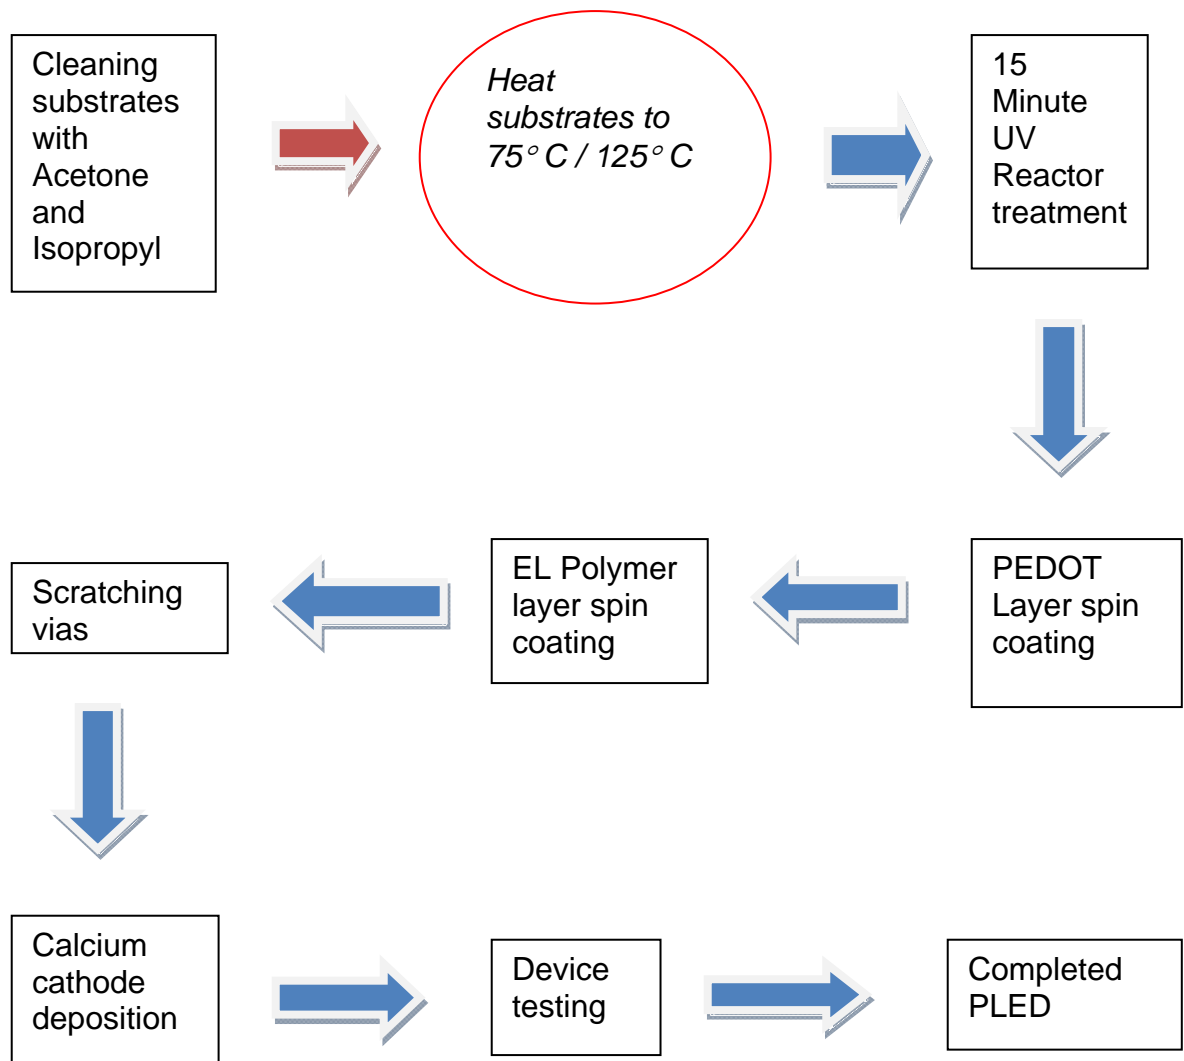 Cleaning
substrates
with
Acetone
and
Isopropyl
Heat
substrates to
75° C / 125° C
15
Minute
UV
Reactor
treatment
PEDOT
Layer spin
coating
EL Polymer
layer spin
coating
Scratching
vias
Calcium
cathode
deposition
Device
testing
Completed
PLED